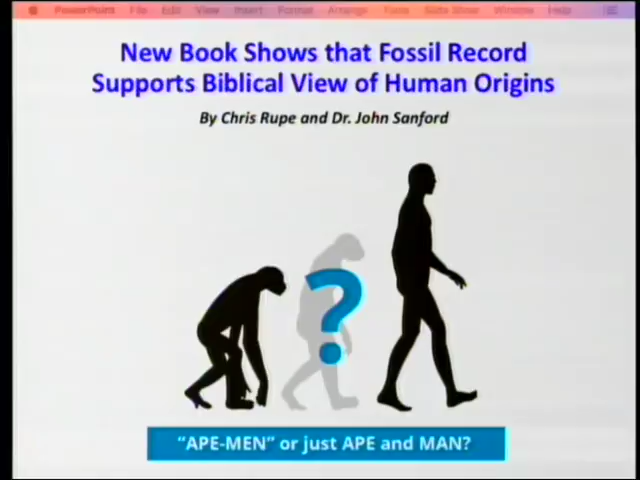 PowerPoint File Edit View Insert Format Arrange Tools Slide Show Window Help
New Book Shows that Fossil Record
Supports Biblical View of Human Origins
By Chris Rupe and Dr. John Sanford
?
"APE-MEN" or just APE and MAN?